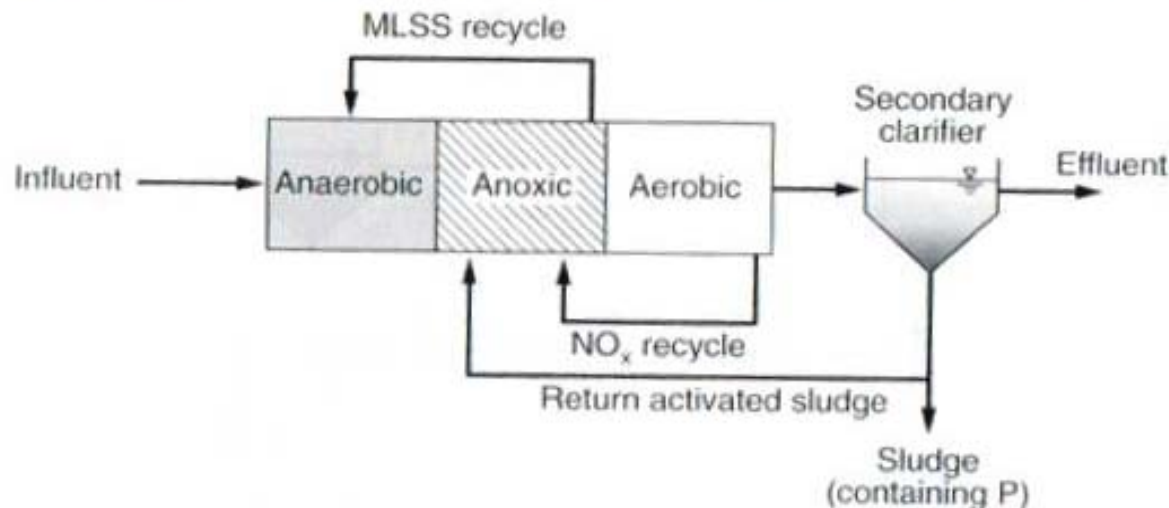 MLSS recycle
Secondary
clarifier
Influent
Anaerobic
Anoxic
Aerobic
Effluent
NOₓ recycle
Return activated sludge
Sludge
(containing P)